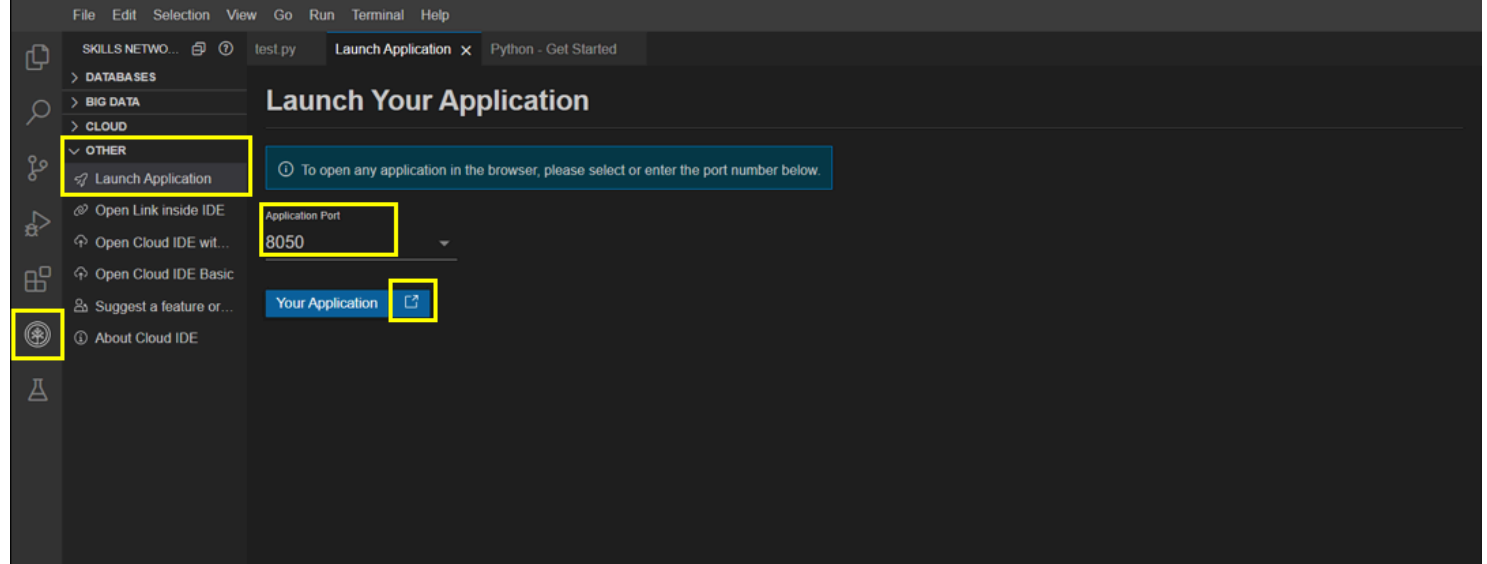 File Edit Selection View Go Run Terminal Help
SKILLS NETWO...
test.py Launch Application Python - Get Started
DATABASES
BIG DATA
CLOUD
OTHER
Launch Application
Open Link inside IDE
Open Cloud IDE wit...
Open Cloud IDE Basic
Suggest a feature or...
About Cloud IDE
Launch Your Application
To open any application in the browser, please select or enter the port number below.
Application Port
8050
Your Application